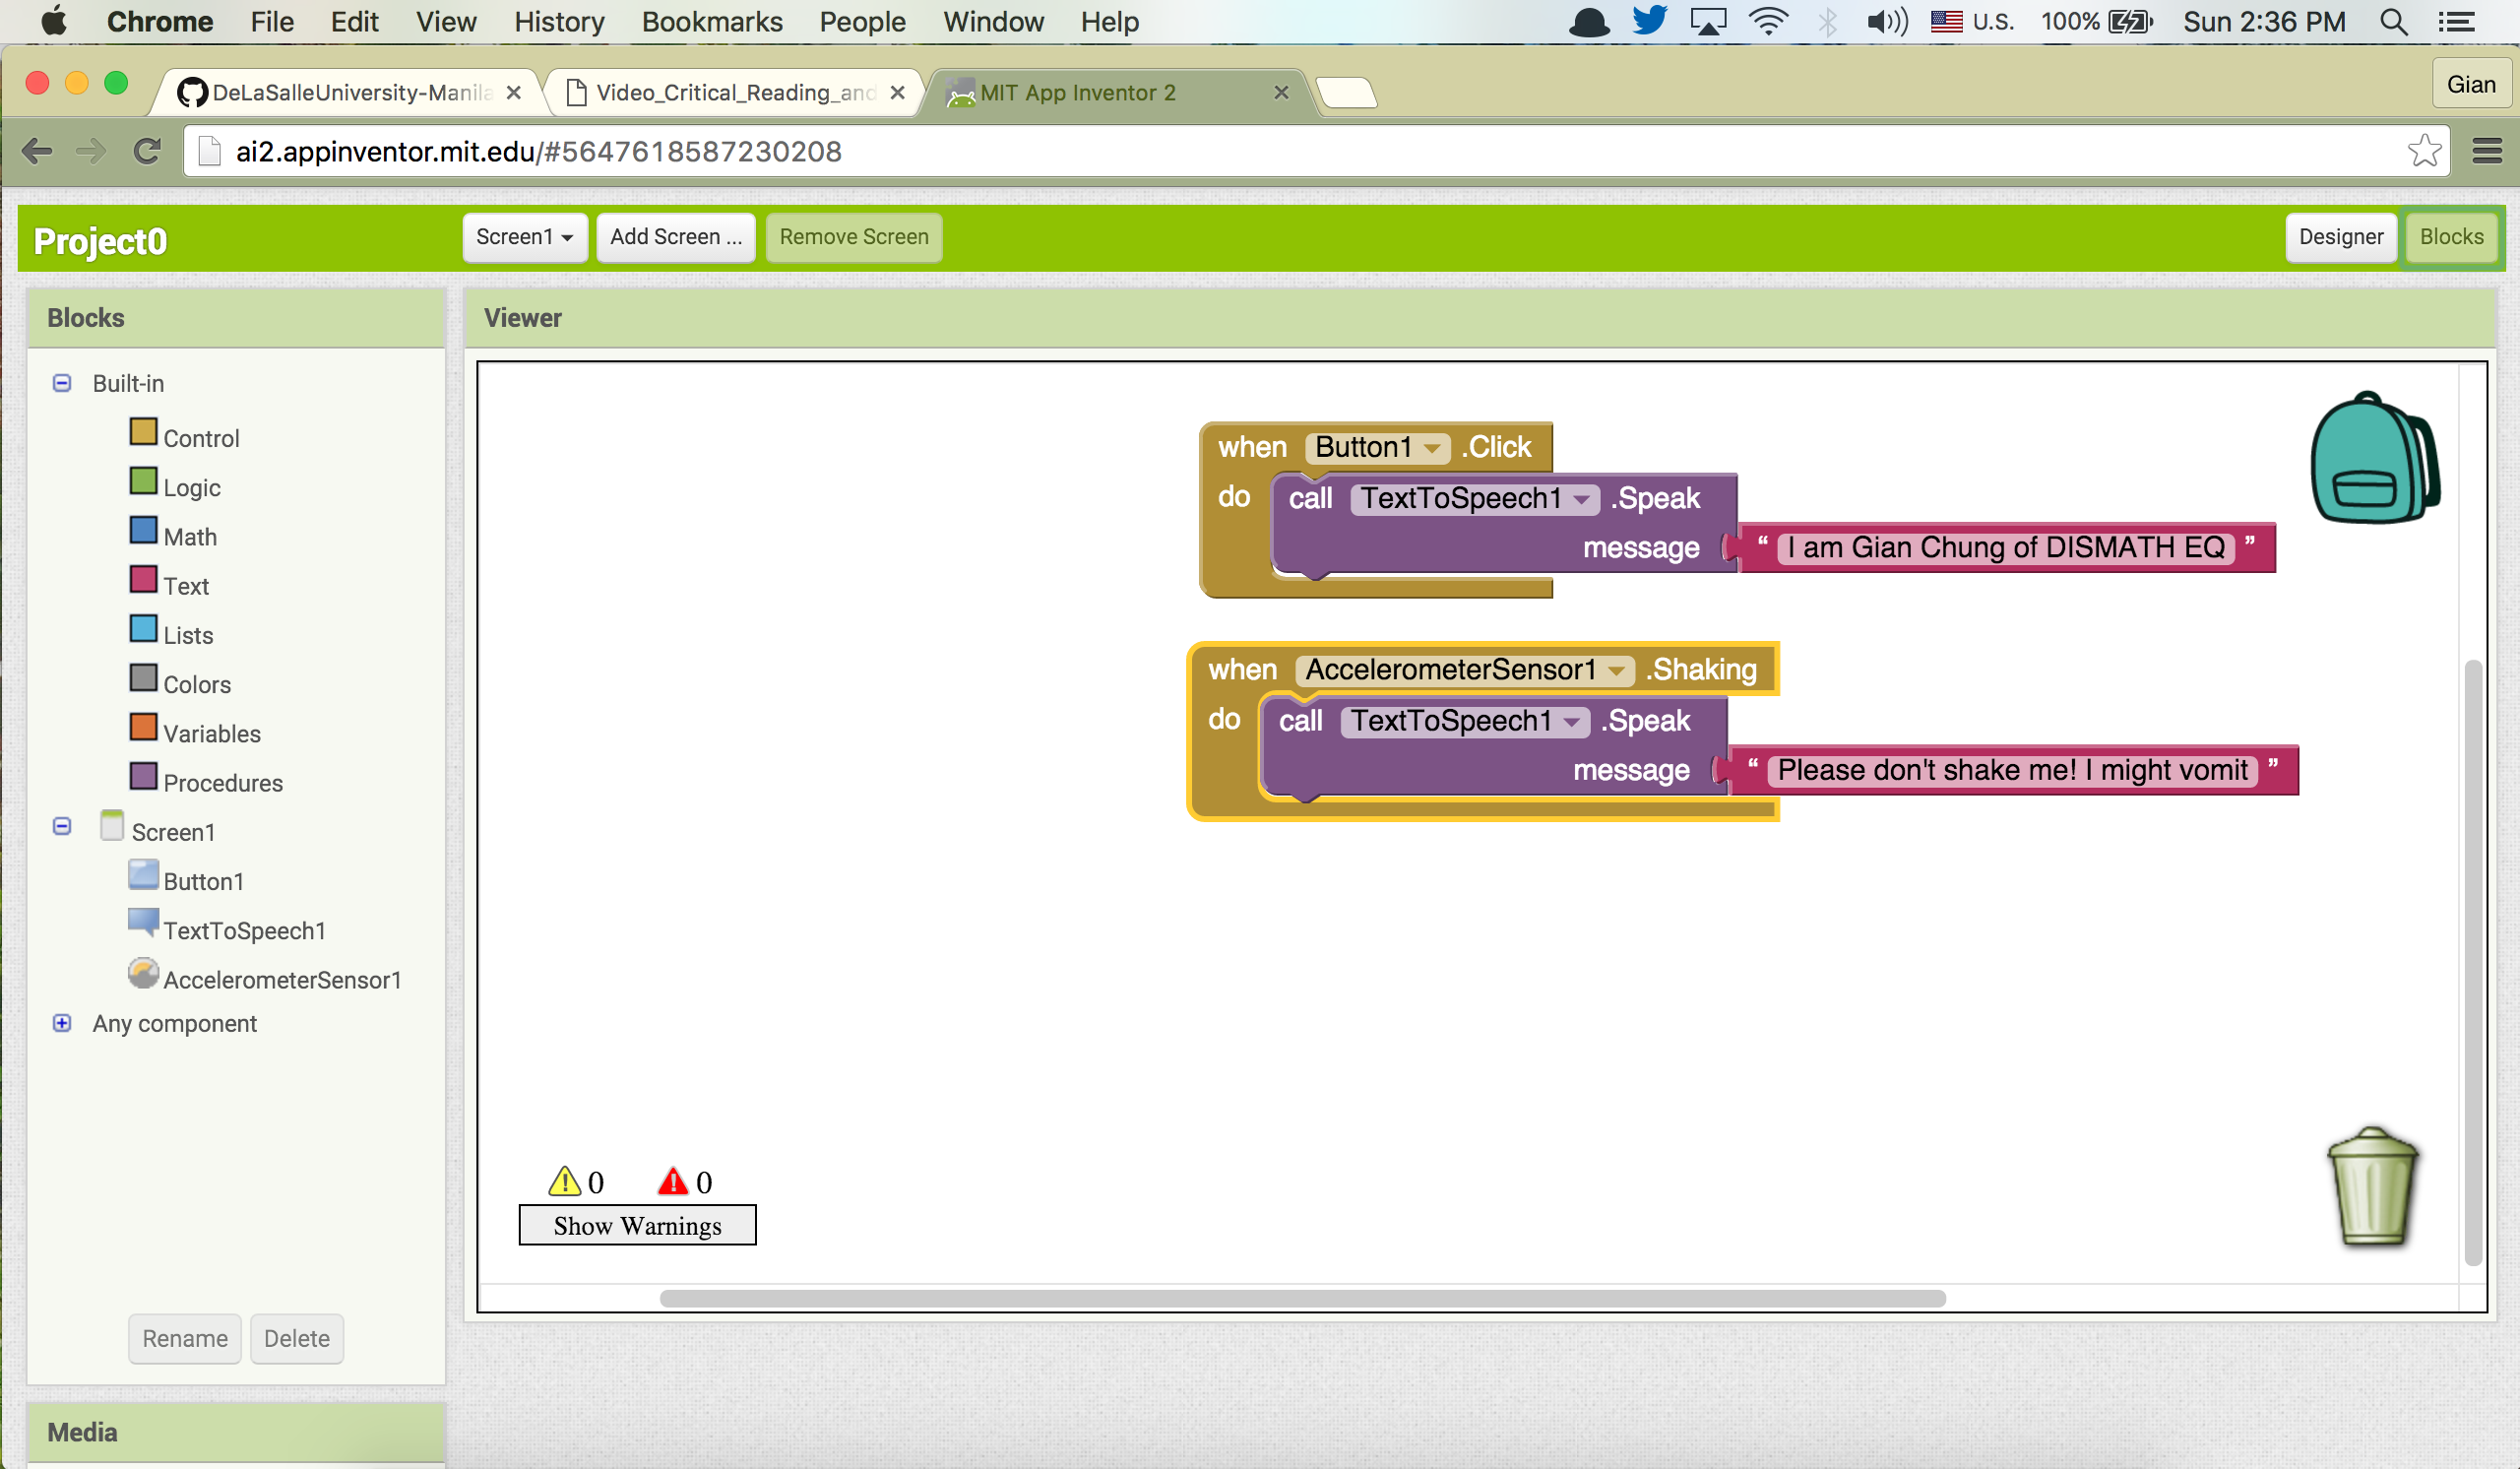 Chrome File Edit View History Bookmarks People Window Help U.S. 100% Sun 2:36 PM
DeLaSalleUniversity-Manila Video_Critical_Reading_and MIT App Inventor 2 Gian
ai2.appinventor.mit.edu/#5647618587230208
Project0 Screen1 Add Screen ... Remove Screen Designer Blocks
Blocks
Built-in
Control
Logic
Math
Text
Lists
Colors
Variables
Procedures
Screen1
Button1
TextToSpeech1
AccelerometerSensor1
Any component
Rename Delete
Media
Viewer
when Button1 .Click
do call TextToSpeech1 .Speak
message “ I am Gian Chung of DISMATH EQ ”
when AccelerometerSensor1 .Shaking
do call TextToSpeech1 .Speak
message “ Please don't shake me! I might vomit ”
0 0
Show Warnings